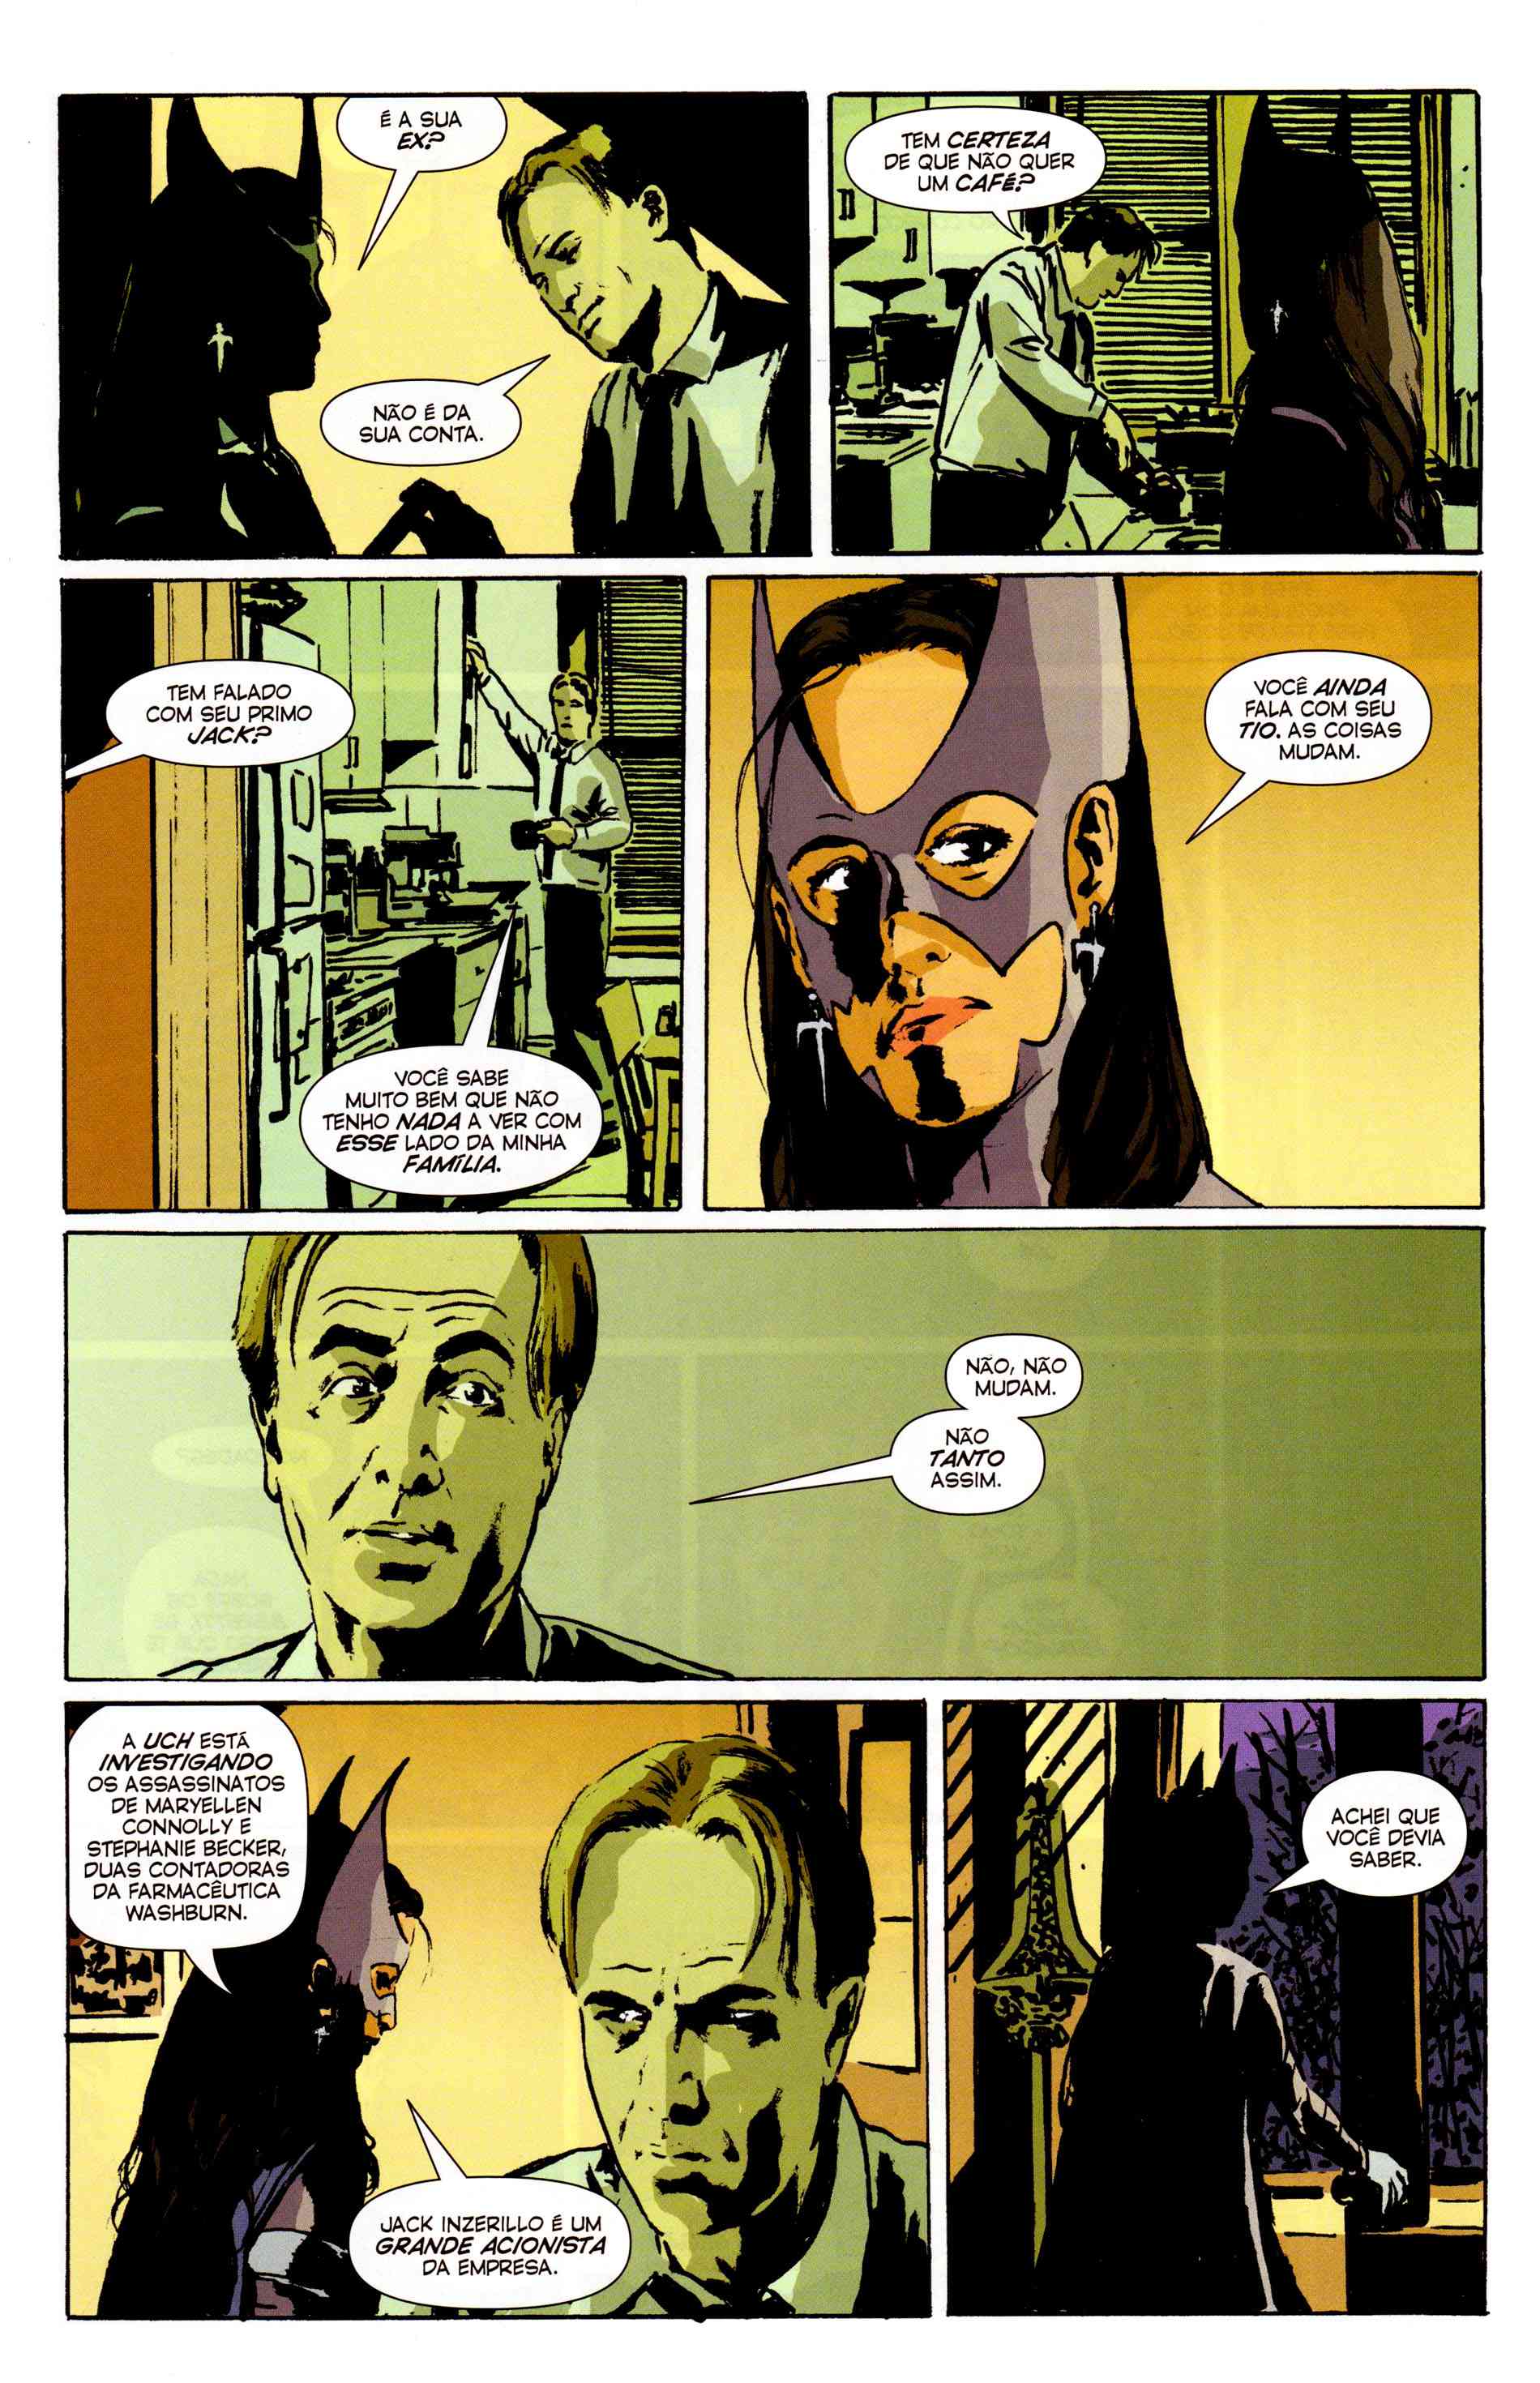 É A SUA
EX?
NÃO É DA
SUA CONTA.
TEM CERTEZA
DE QUE NÃO QUER
UM CAFÉ?
TEM FALADO
COM SEU PRIMO
JACK?
VOCÊ SABE
MUITO BEM QUE NÃO
TENHO NADA A VER COM
ESSE LADO DA MINHA
FAMÍLIA.
VOCÊ AINDA
FALA COM SEU
TIO. AS COISAS
MUDAM.
NÃO, NÃO
MUDAM.
NÃO
TANTO
ASSIM.
A UCH ESTÁ
INVESTIGANDO
OS ASSASSINATOS
DE MARYELLEN
CONNOLLY E
STEPHANIE BECKER,
DUAS CONTADORAS
DA FARMACÊUTICA
WASHBURN.
JACK INZERILLO É UM
GRANDE ACIONISTA
DA EMPRESA.
ACHEI QUE
VOCÊ DEVIA
SABER.